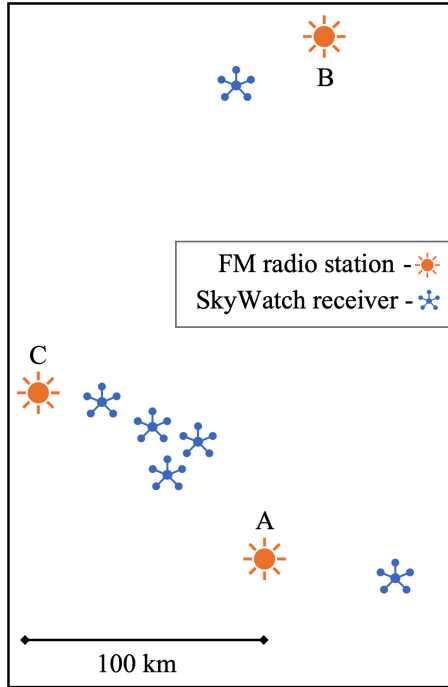 B
FM radio station -
SkyWatch receiver -
C
A
100 km